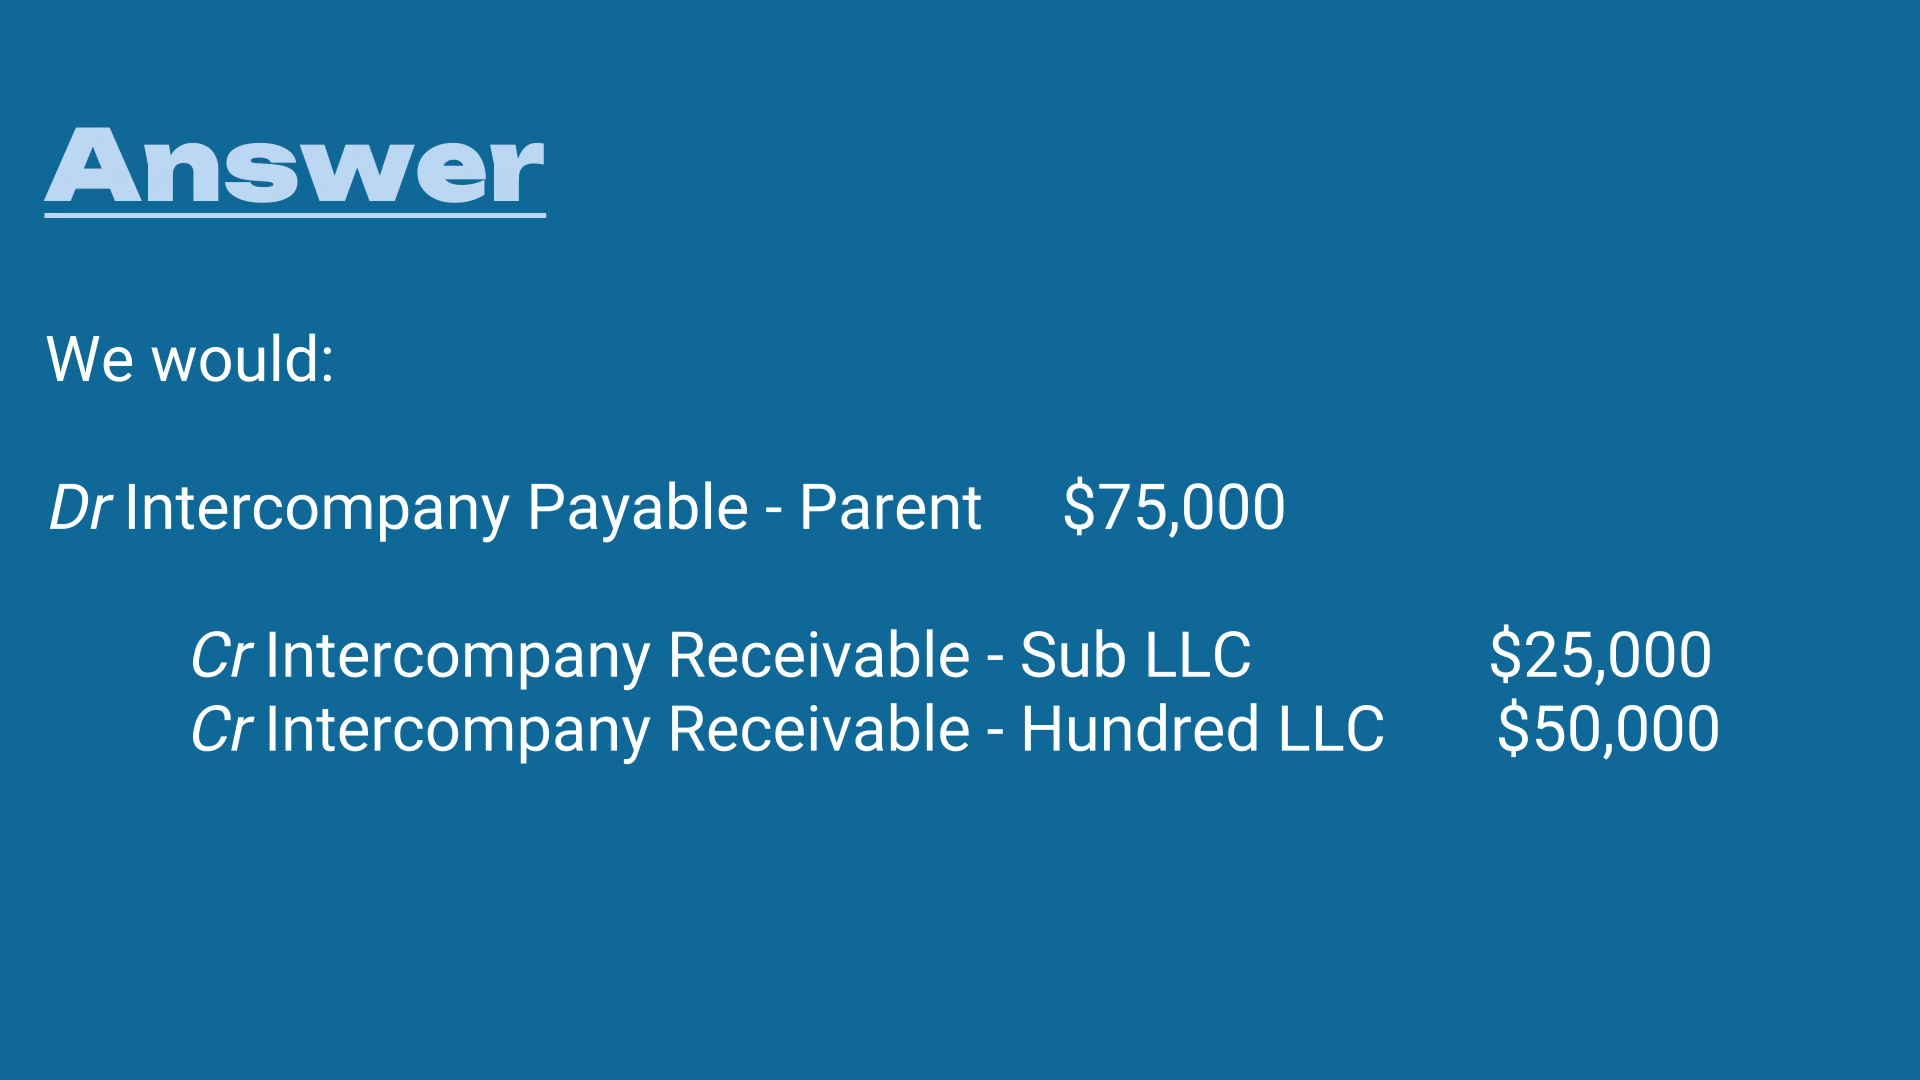 Answer
We would:
Dr Intercompany Payable - Parent $75,000
Cr Intercompany Receivable - Sub LLC $25,000
Cr Intercompany Receivable - Hundred LLC $50,000